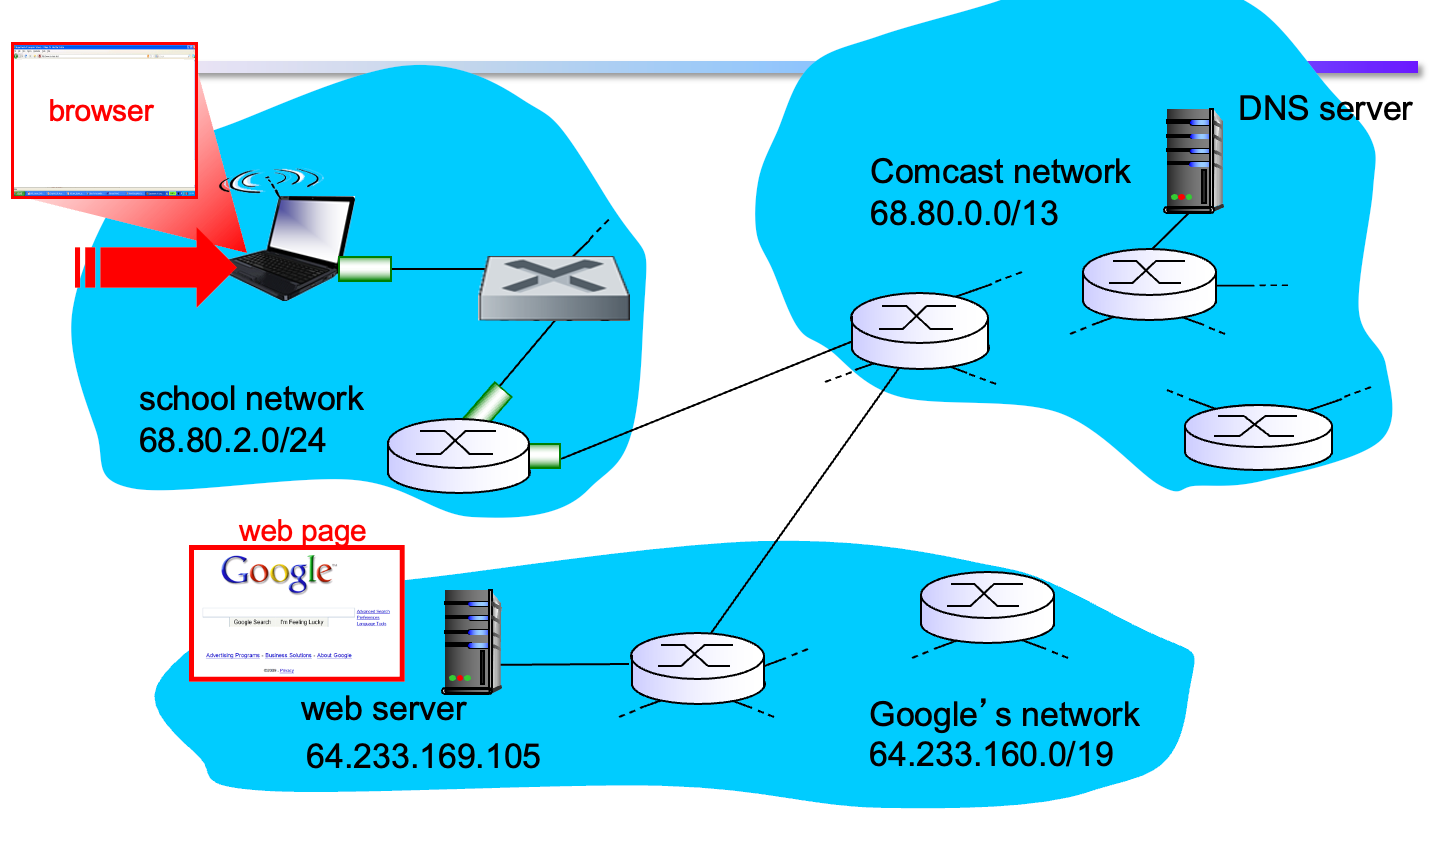 browser
DNS server
Comcast network
68.80.0.0/13
school network
68.80.2.0/24
web page
Google
Advanced Search
Preferences
Language Tools
Google Search I'm Feeling Lucky
Advertising Programs - Business Solutions - About Google
©2009 - Privacy
web server
64.233.169.105
Google’s network
64.233.160.0/19